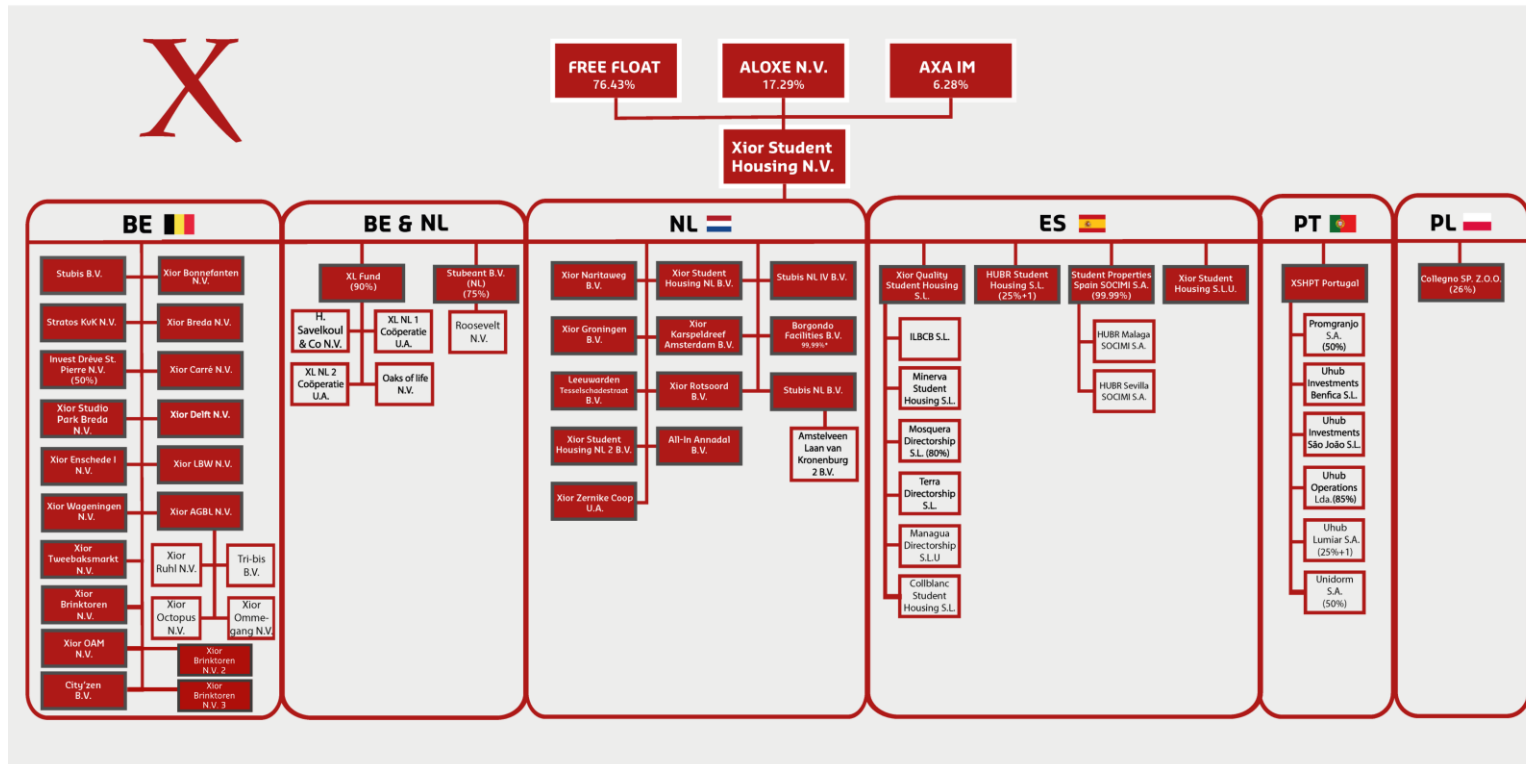 X
FREE FLOAT
76.43%
ALOXE N.V.
17.29%
AXA IM
6.28%
Xior Student
Housing N.V.
BE
Stubis B.V.
Xior Bonnefanten
N.V.
Stratos KvK N.V.
Xior Breda N.V.
Invest Drève St.
Pierre N.V.
(50%)
Xior Carré N.V.
Xior Studio
Park Breda
N.V.
Xior Delft N.V.
Xior Enschede I
N.V.
Xior LBW N.V.
Xior Wageningen
N.V.
Xior AGBL N.V.
Xior
Tweebaksmarkt
N.V.
Xior
Ruhl N.V.
Tri-bis
B.V.
Xior
Brinktoren
N.V.
Xior
Octopus
N.V.
Xior
Omme-
gang N.V.
Xior OAM
N.V.
Xior
Brinktoren
N.V. 2
City'zen
B.V.
Xior
Brinktoren
N.V. 3
BE & NL
XL Fund
(90%)
Stubeant B.V.
(NL)
(75%)
H.
Savelkoul
& Co N.V.
XL NL 1
Coöperatie
U.A.
Roosevelt
N.V.
XL NL 2
Coöperatie
U.A.
Oaks of life
N.V.
NL
Xior Naritaweg
B.V.
Xior Student
Housing NL B.V.
Stubis NL IV B.V.
Xior Groningen
B.V.
Xior
Karspeldreef
Amsterdam B.V.
Borgondo
Facilities B.V.
99,99%*
Leeuwarden
Tesselschadestraat
B.V.
Xior Rotsoord
B.V.
Stubis NL B.V.
Xior Student
Housing NL 2 B.V.
All-In Annadal
B.V.
Amstelveen
Laan van
Kronenburg
2 B.V.
Xior Zernike Coop
U.A.
ES
Xior Quality
Student Housing
S.L.
HUBR Student
Housing S.L.
(25%+1)
Student Properties
Spain SOCIMI S.A.
(99.99%)
Xior Student
Housing S.L.U.
ILBCB S.L.
HUBR Malaga
SOCIMI S.A.
Minerva
Student
Housing S.L.
HUBR Sevilla
SOCIMI S.A.
Mosquera
Directorship
S.L. (80%)
Terra
Directorship
S.L.
Managua
Directorship
S.L.U
Collblanc
Student
Housing S.L.
PT
XSHPT Portugal
Promgranjo
S.A.
(50%)
Uhub
Investments
Benfica S.L.
Uhub
Investments
São João S.L.
Uhub
Operations
Lda.(85%)
Uhub
Lumiar S.A.
(25%+1)
Unidorm
S.A.
(50%)
PL
Collegno SP. Z.O.O.
(26%)